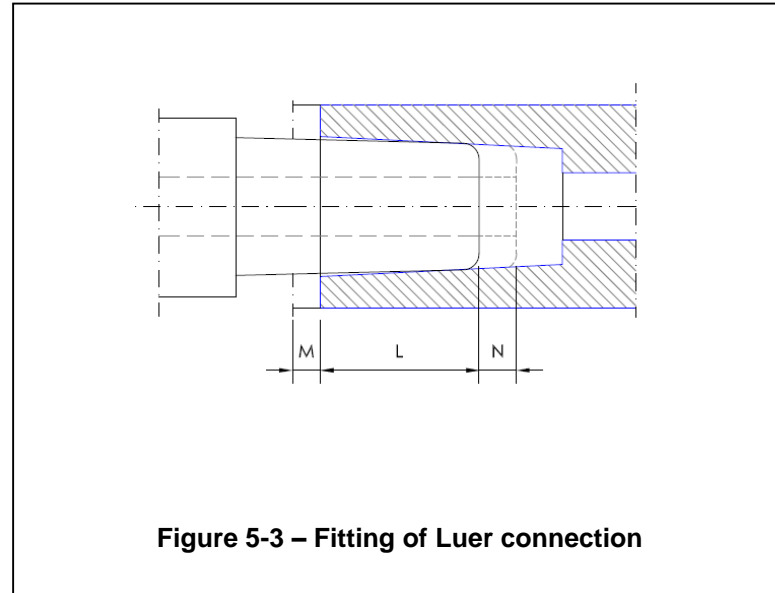 M L N
Figure 5-3 – Fitting of Luer connection